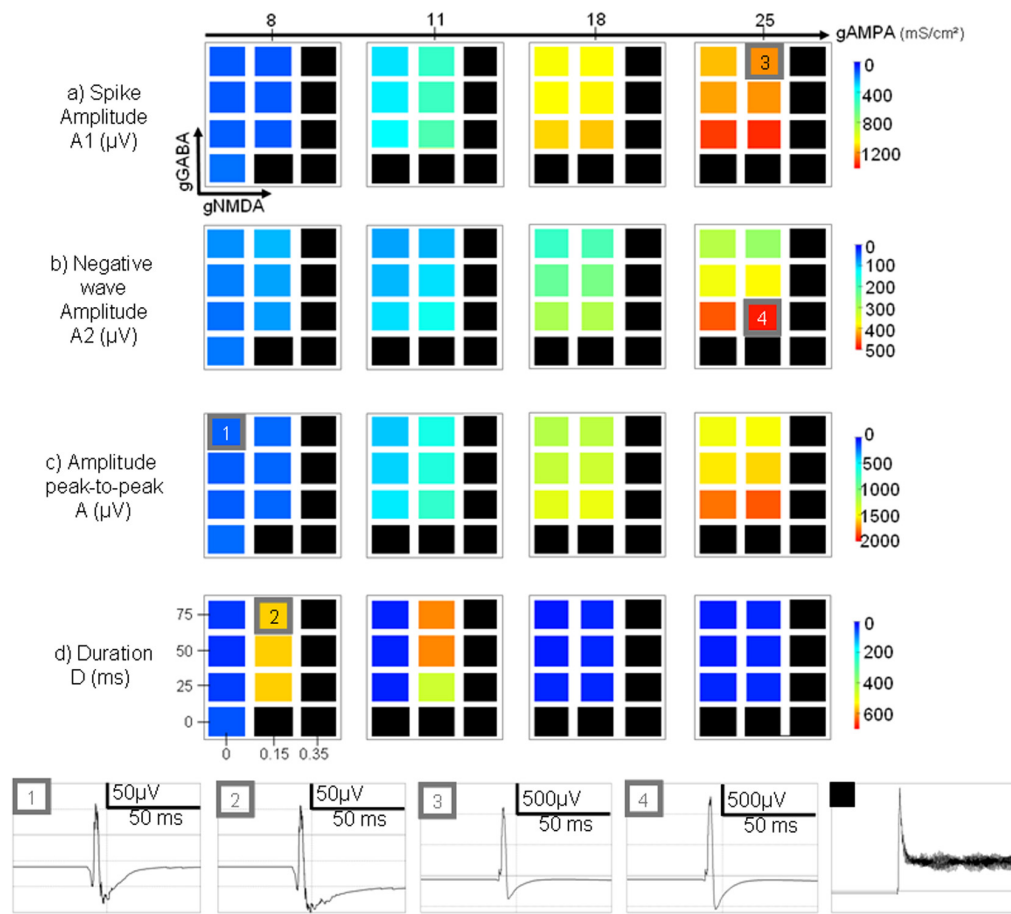 8 11 18 25
gAMPA (mS/cm²)
a) Spike
Amplitude
A1 (µV)
gGABA
gNMDA
3
0
400
800
1200
b) Negative
wave
Amplitude
A2 (µV)
4
0
100
200
300
400
500
c) Amplitude
peak-to-peak
A (µV)
1
0
500
1000
1500
2000
d) Duration
D (ms)
75
50
25
0
2
0 0.15 0.35
0
200
400
600
1 50µV
50 ms
2 50µV
50 ms
3 500µV
50 ms
4 500µV
50 ms